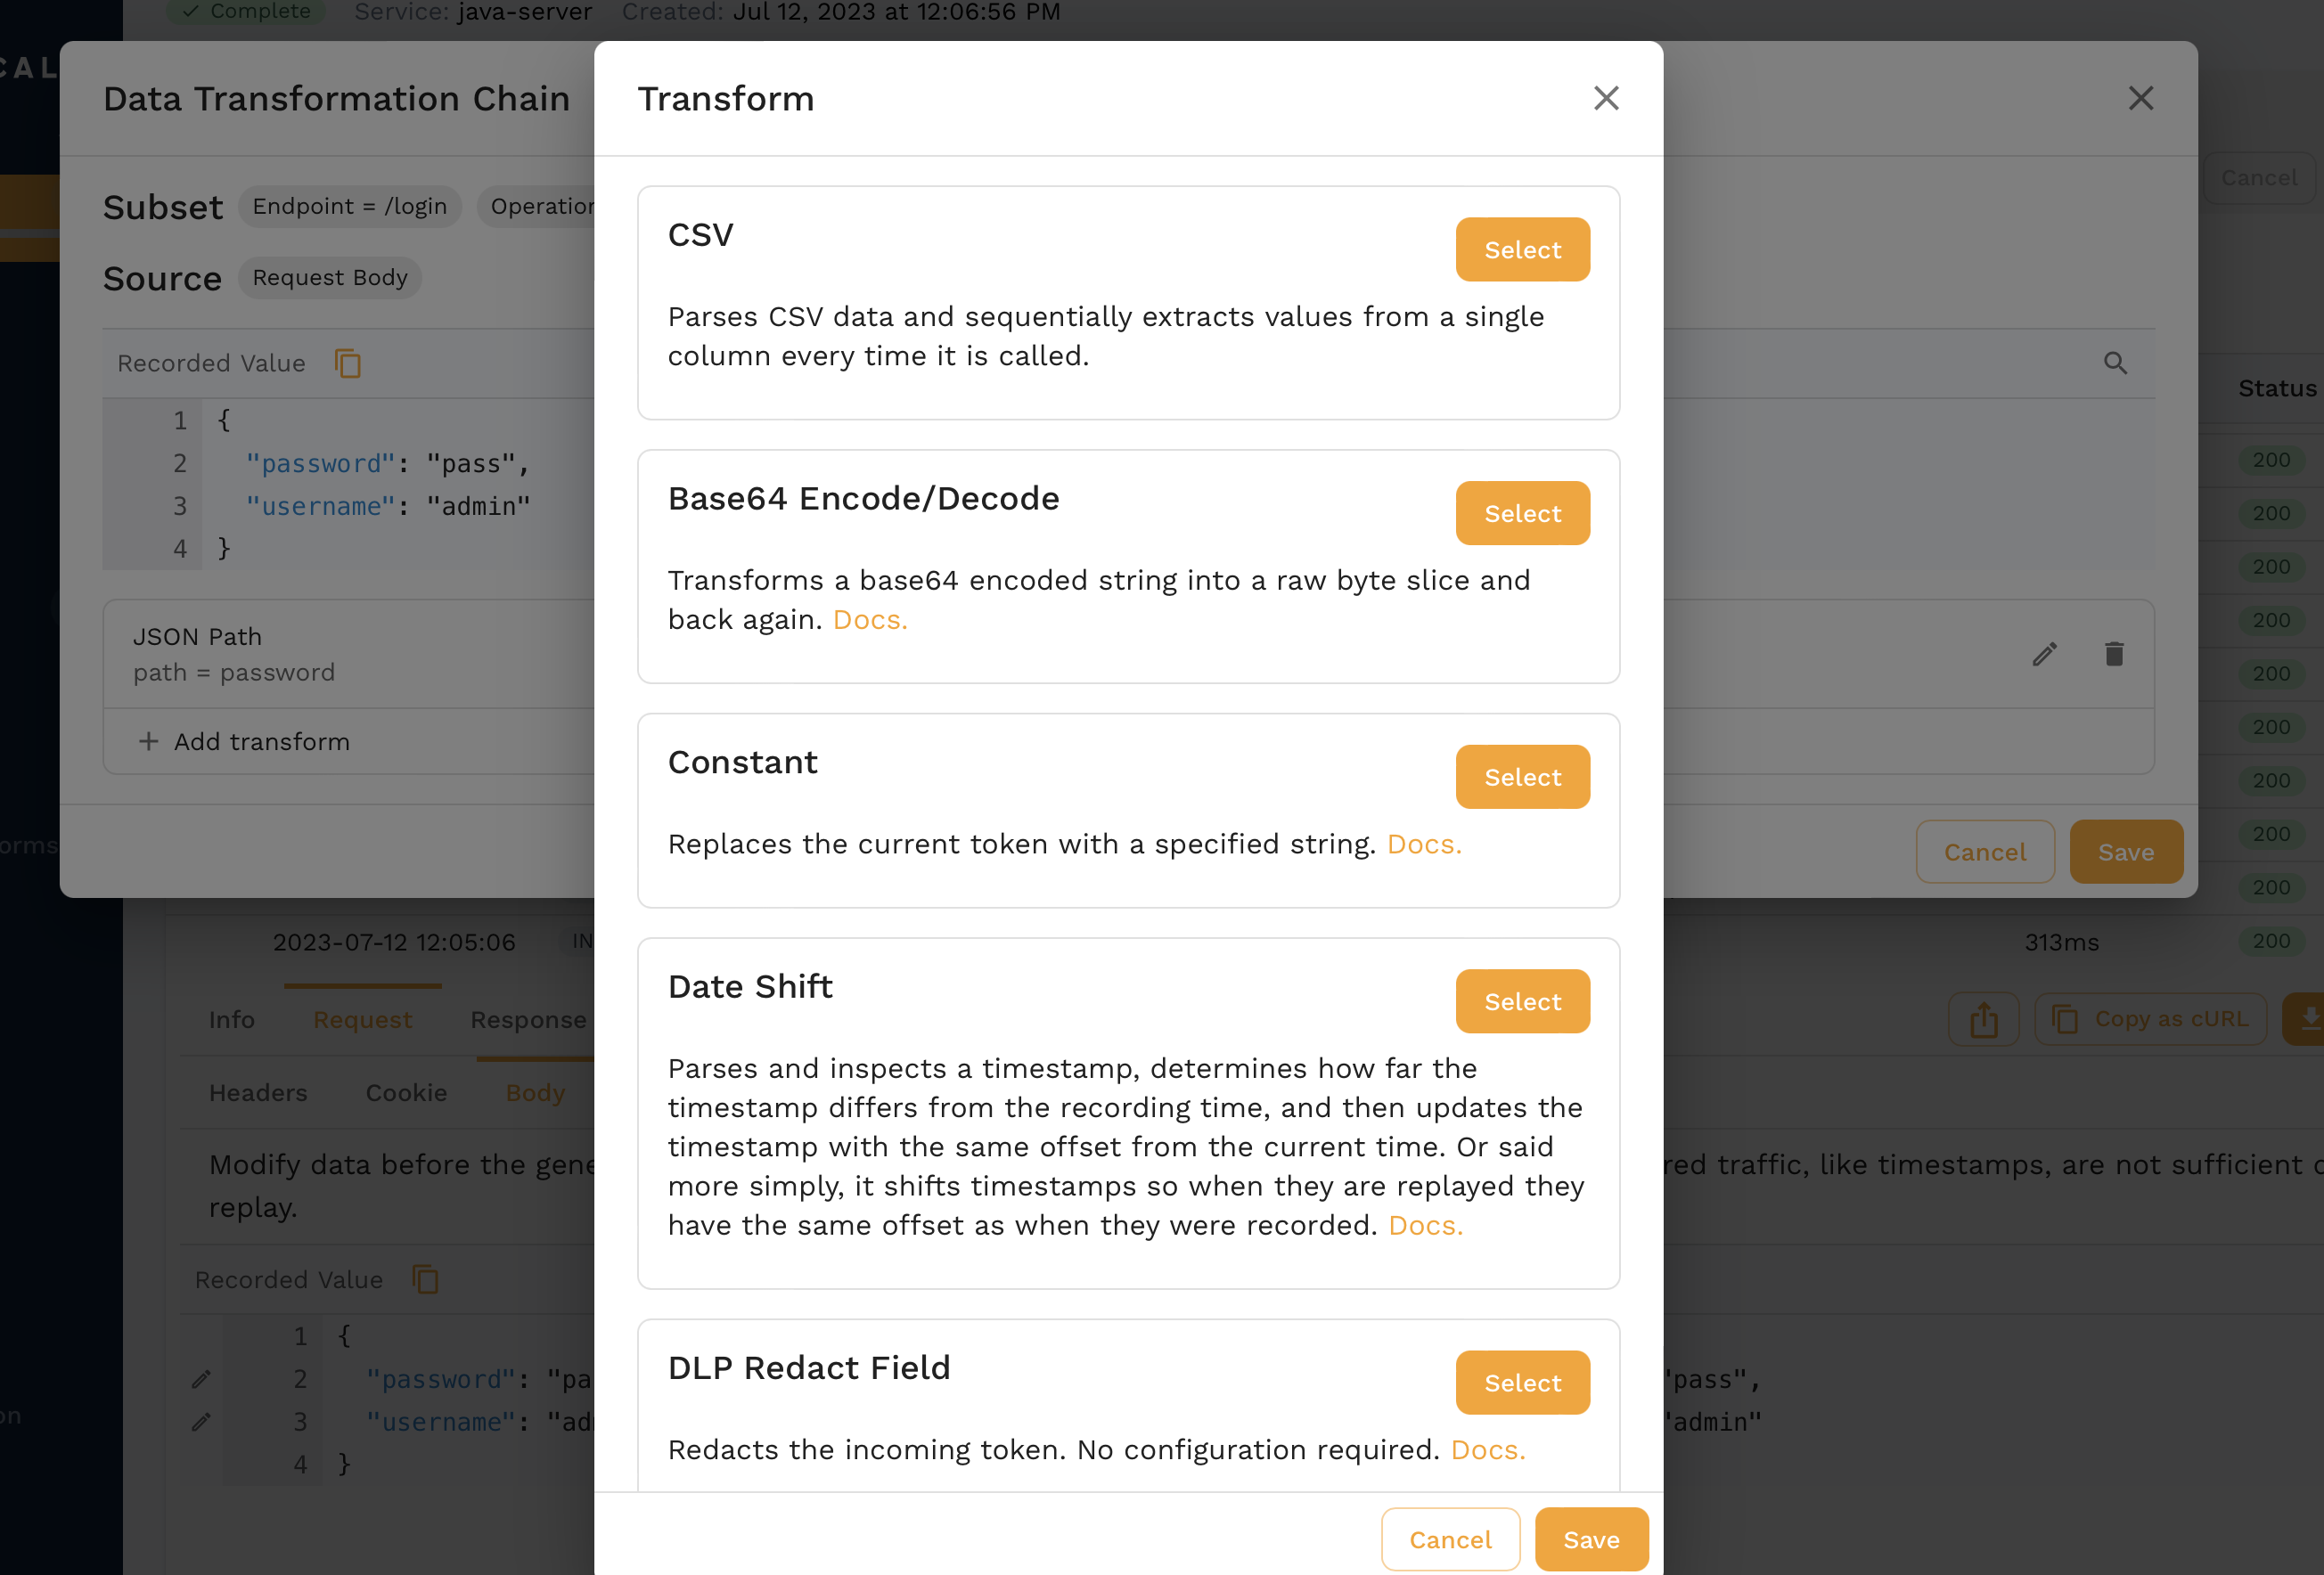 Complete Service: java-server Created: Jul 12, 2023 at 12:06:56 PM
CAL
Data Transformation Chain
Subset Endpoint = /login Operation
Source Request Body
Recorded Value
1 {
2 "password": "pass",
3 "username": "admin"
4 }
JSON Path
path = password
+ Add transform
Cancel Save
Transform
CSV
Select
Parses CSV data and sequentially extracts values from a single
column every time it is called.
Base64 Encode/Decode
Select
Transforms a base64 encoded string into a raw byte slice and
back again. Docs.
Constant
Select
Replaces the current token with a specified string. Docs.
Date Shift
Select
Parses and inspects a timestamp, determines how far the
timestamp differs from the recording time, and then updates the
timestamp with the same offset from the current time. Or said
more simply, it shifts timestamps so when they are replayed they
have the same offset as when they were recorded. Docs.
DLP Redact Field
Select
Redacts the incoming token. No configuration required. Docs.
Cancel Save
Cancel
Status
200
200
200
200
200
200
200
200
200
orms
on
2023-07-12 12:05:06 IN 313ms 200
Info Request Response Copy as cURL
Headers Cookie Body
Modify data before the gene
red traffic, like timestamps, are not sufficient
replay.
Recorded Value
1 {
2 "password": "pa
3 "username": "adm
4 }
"pass",
"admin"